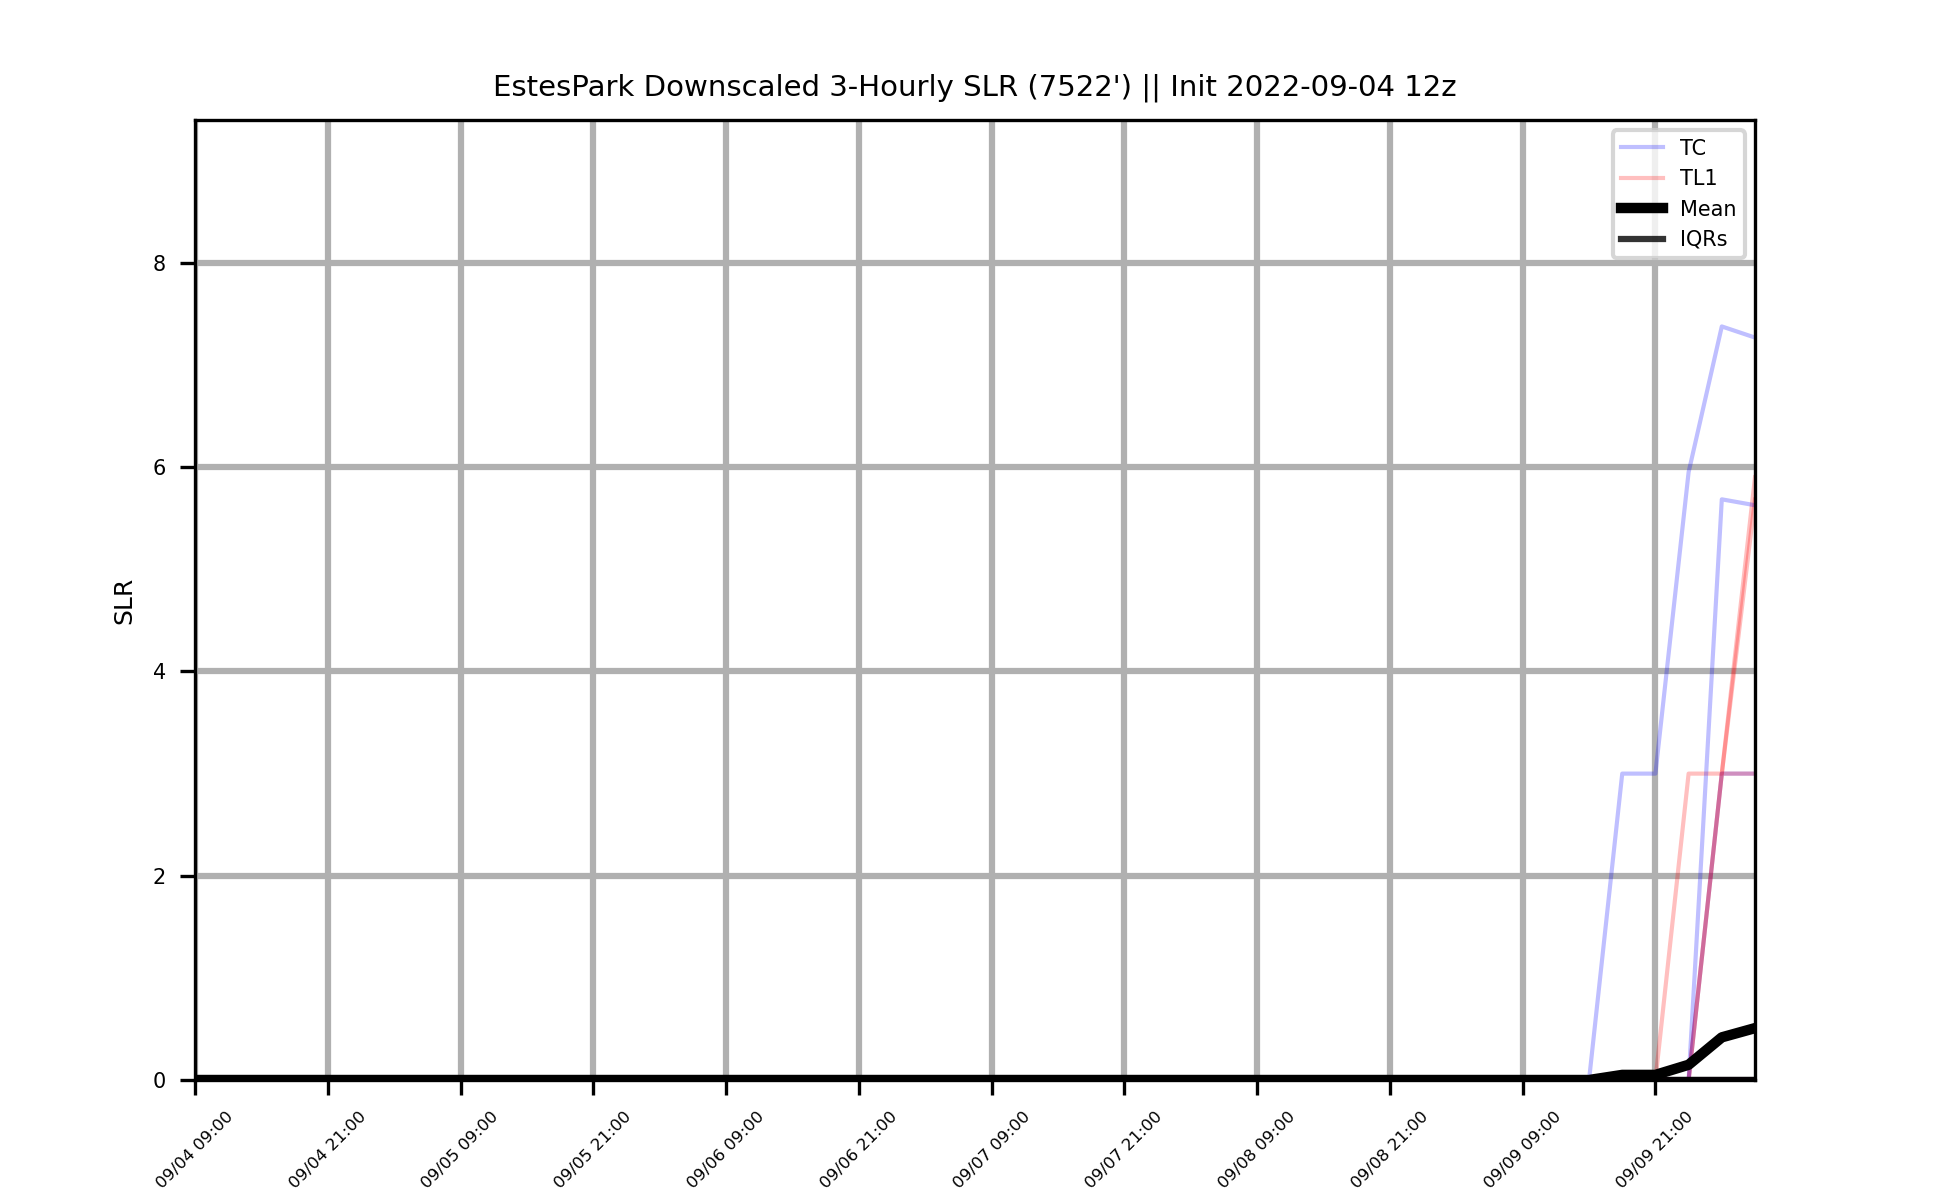 EstesPark Downscaled 3-Hourly SLR (7522') || Init 2022-09-04 12z
TC
TL1
Mean
IQRs
SLR
8
6
4
2
0
09/04 09:00
09/04 21:00
09/05 09:00
09/05 21:00
09/06 09:00
09/06 21:00
09/07 09:00
09/07 21:00
09/08 09:00
09/08 21:00
09/09 09:00
09/09 21:00